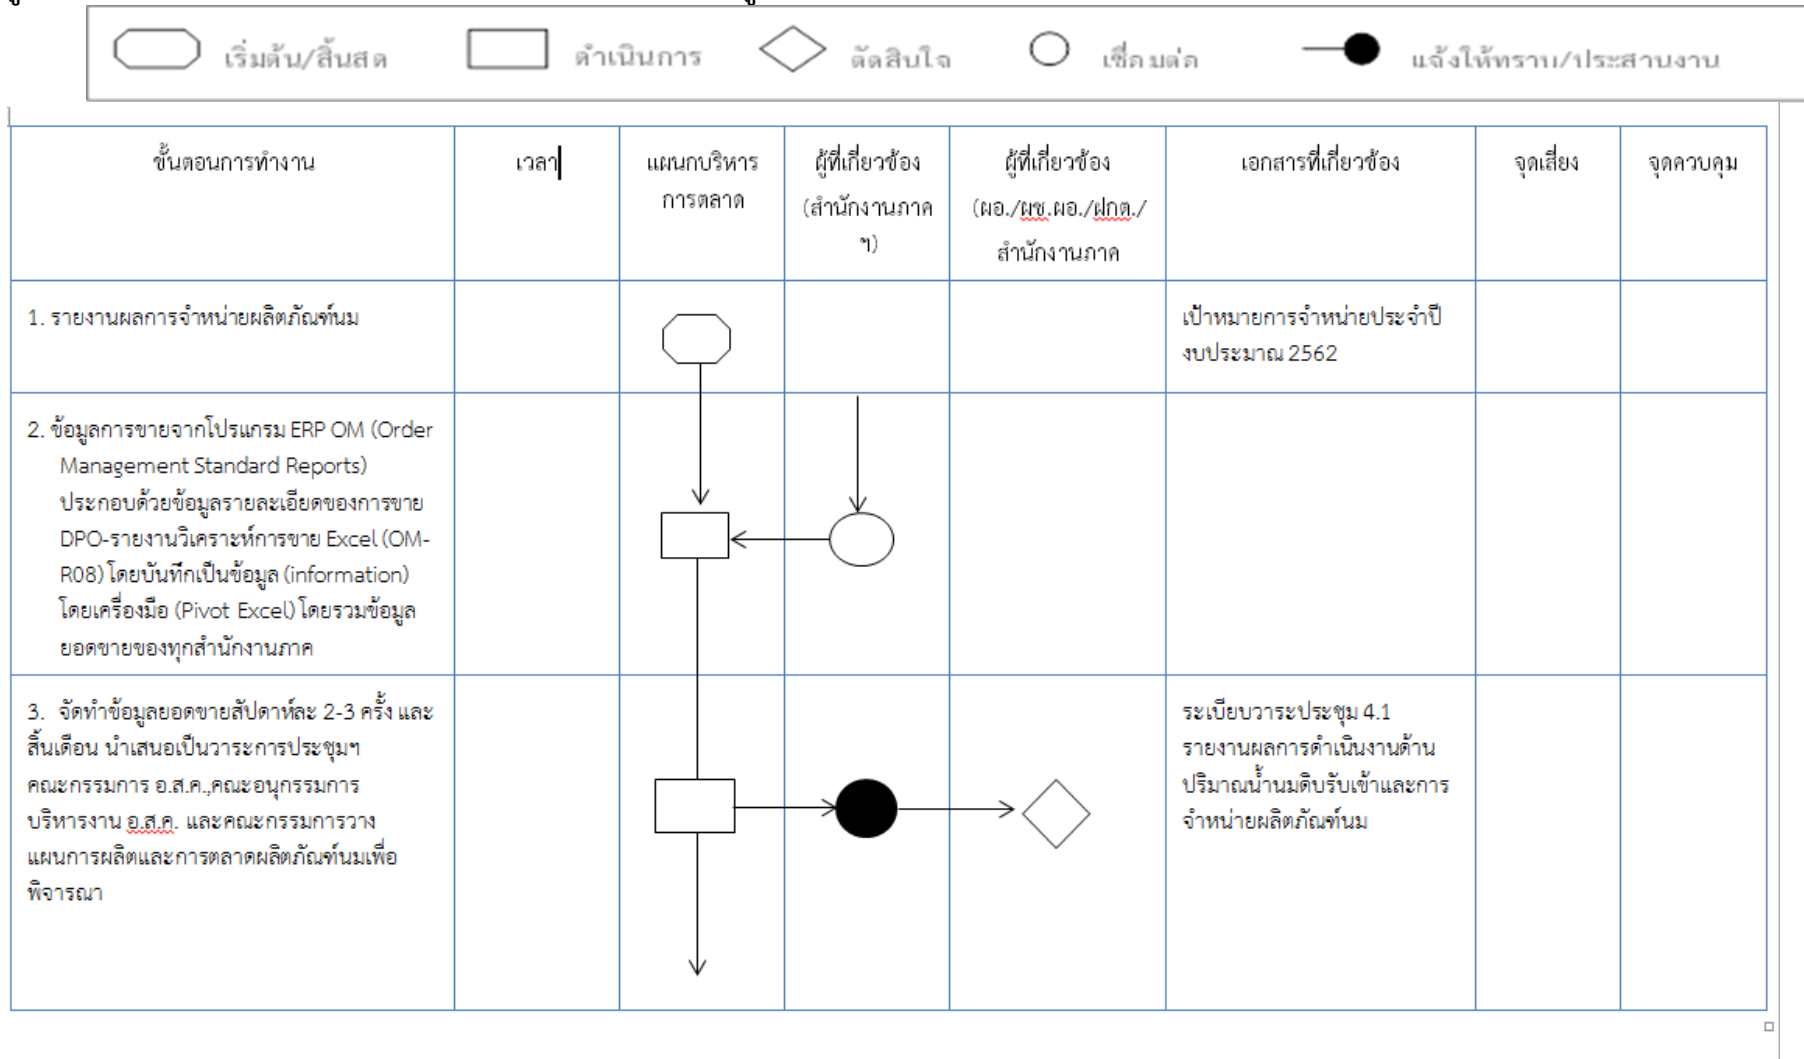 เริ่มต้น/สิ้นสุด ดำเนินการ ตัดสินใจ เชื่อมต่อ แจ้งให้ทราบ/ประสานงาน
ขั้นตอนการทำงาน
เวลา
แผนกบริหาร
การตลาด
ผู้ที่เกี่ยวข้อง
(สำนักงานภาค
ฯ)
ผู้ที่เกี่ยวข้อง
(ผอ./ผช.ผอ./ฝกต./
สำนักงานภาค
เอกสารที่เกี่ยวข้อง
จุดเสี่ยง
จุดควบคุม
1. รายงานผลการจำหน่ายผลิตภัณฑ์นม
เป้าหมายการจำหน่ายประจำปี
งบประมาณ 2562
2. ข้อมูลการขายจากโปรแกรม ERP OM (Order
Management Standard Reports)
ประกอบด้วยข้อมูลรายละเอียดของการขาย
DPO-รายงานวิเคราะห์การขาย Excel (OM-
R08) โดยบันทึกเป็นข้อมูล (information)
โดยเครื่องมือ (Pivot Excel) โดยรวมข้อมูล
ยอดขายของทุกสำนักงานภาค
3. จัดทำข้อมูลยอดขายสัปดาห์ละ 2-3 ครั้ง และ
สิ้นเดือน นำเสนอเป็นวาระการประชุมฯ
คณะกรรมการ อ.ส.ค.,คณะอนุกรรมการ
บริหารงาน อ.ส.ค. และคณะกรรมการวาง
แผนการผลิตและการตลาดผลิตภัณฑ์นมเพื่อ
พิจารณา
ระเบียบวาระประชุม 4.1
รายงานผลการดำเนินงานด้าน
ปริมาณน้ำนมดิบรับเข้าและการ
จำหน่ายผลิตภัณฑ์นม